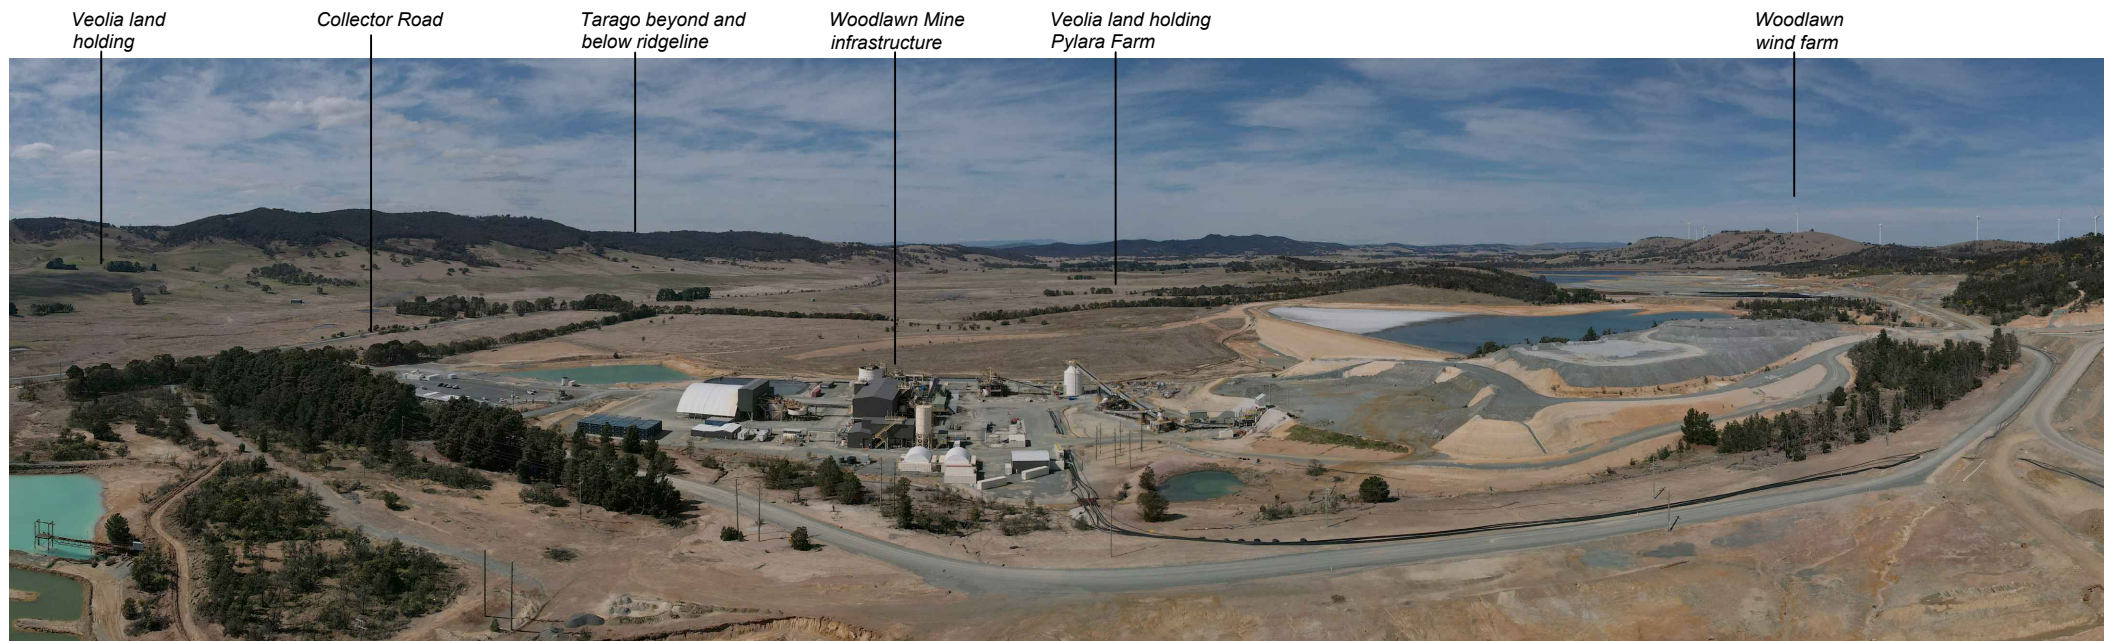 Veolia land
holding
Collector Road
Tarago beyond and
below ridgeline
Woodlawn Mine
infrastructure
Veolia land holding
Pylara Farm
Woodlawn
wind farm